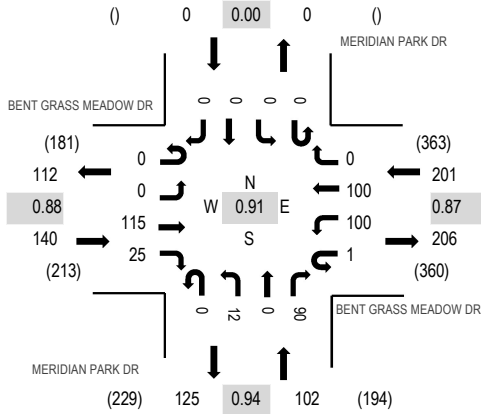 () 0 0.00 0 ()
MERIDIAN PARK DR
BENT GRASS MEADOW DR
0 0 0 0
(181) (363)
112 0 0 201
0 N 100
0.88 W 0.91 E 0.87
115 100
140 S 206
25 1
(213) (360)
0 12 0 90
BENT GRASS MEADOW DR
MERIDIAN PARK DR
(229) 125 0.94 102 (194)